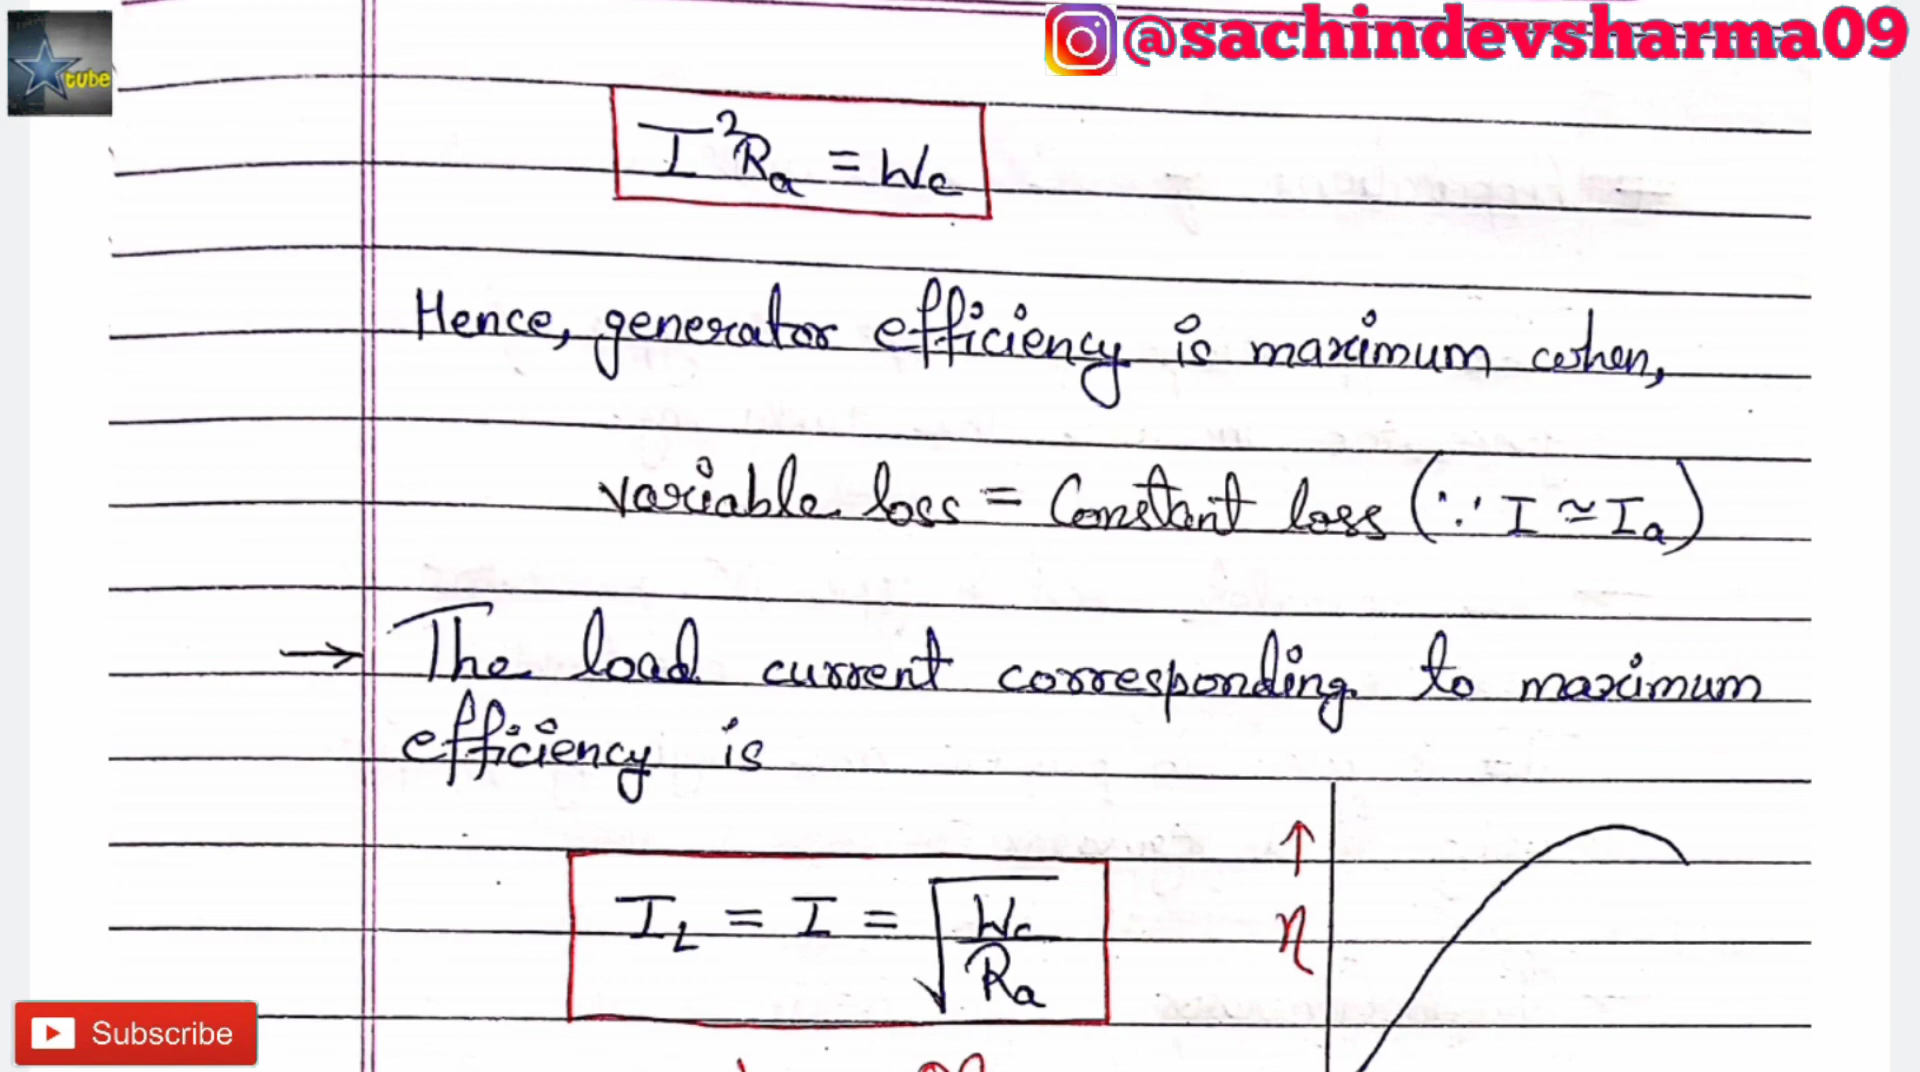 @sachindevsharma09
tube
I²Ra = Wc
Hence, generator efficiency is maximum when,
variable loss = Constant loss (∵ I ≃ Ia)
→ The load current corresponding to maximum
efficiency is
↑
η
IL = I = √(Wc/Ra)
Subscribe